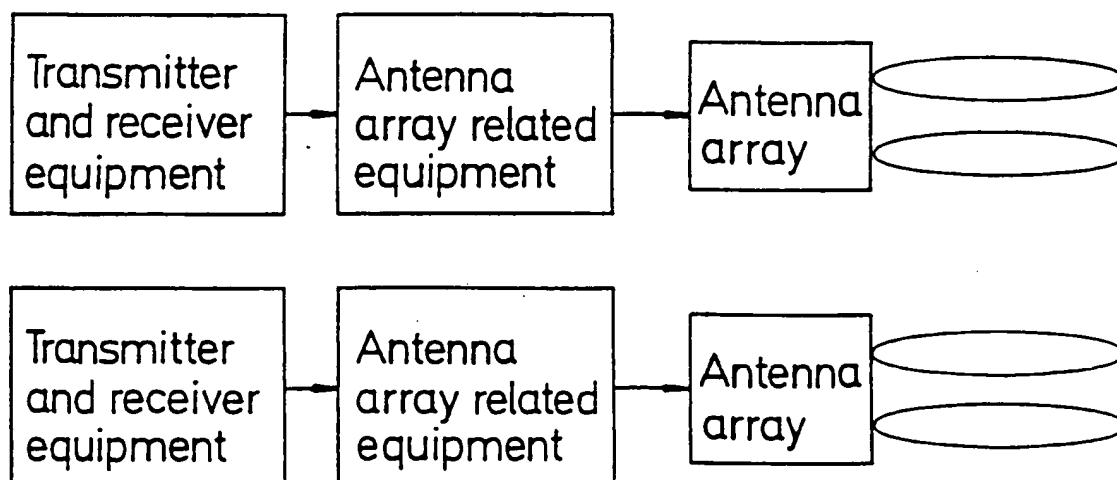 Transmitter
and receiver
equipment
Antenna
array related
equipment
Antenna
array
Transmitter
and receiver
equipment
Antenna
array related
equipment
Antenna
array